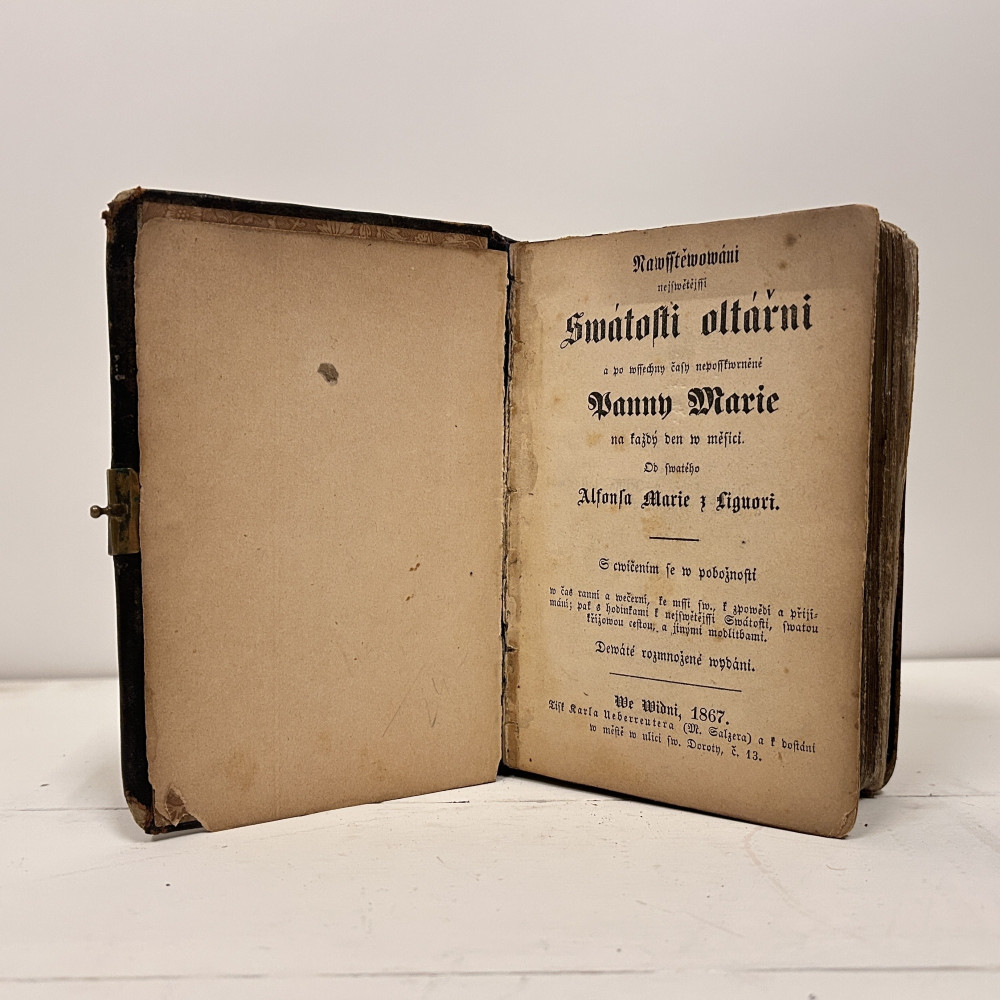 Nawsstěwowáni
nejswětějssi
Swátosti oltářni
a po wssechny časy neposskwrněné
Panny Marie
na každý den w měsíci.
Od swatého
Alfonsa Marie z Liguori.
S cwičením se w pobožnosti
w čas ranni a wečerni, ke mssi sw., k zpowědi a přiji-
máni; pak s hodinkami k nejswětějssi Swátosti, swatou
křižowou cestou, a jinými modlitbami.
Dewáté rozmnožené wydáni.
We Widni, 1867.
Tisk Karla Ueberreutera (M. Salzera) a k dostáni
w městě w ulici sw. Doroty, č. 13.